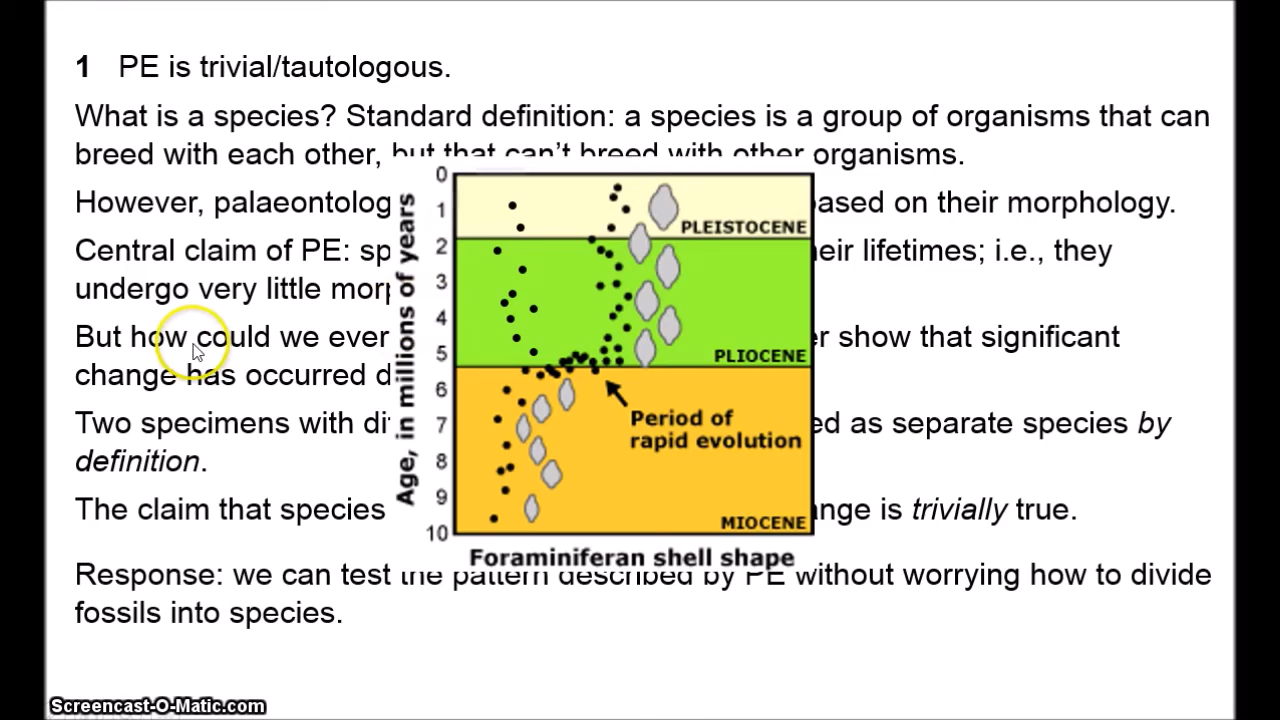 1 PE is trivial/tautologous.
What is a species? Standard definition: a species is a group of organisms that can
breed with each other, but that can't breed with other organisms.
However, palaeontolog ased on their morphology.
Central claim of PE: sp eir lifetimes; i.e., they
undergo very little mor
But how could we ever r show that significant
change has occurred d
Two specimens with di ed as separate species by
definition.
The claim that species nge is trivially true.
Response: we can test the pattern described by PE without worrying how to divide
fossils into species.
Age, in millions of years
0
1
2
3
4
5
6
7
8
9
10
PLEISTOCENE
PLIOCENE
Period of
rapid evolution
MIOCENE
Foraminiferan shell shape
Screencast-O-Matic.com